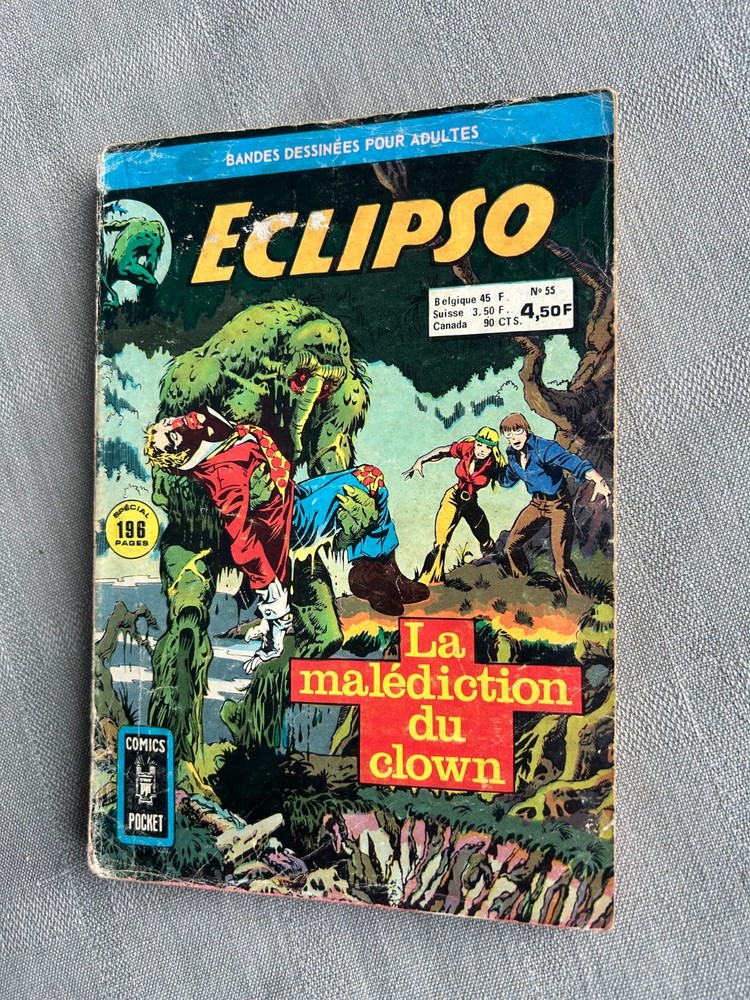 BANDES DESSINÉES POUR ADULTES
ECLIPSO
Belgique 45 F. N° 55
Suisse 3,50 F. 4,50F
Canada 90 CTS.
SPÉCIAL
196
PAGES
La
malédiction
du
clown
COMICS
POCKET